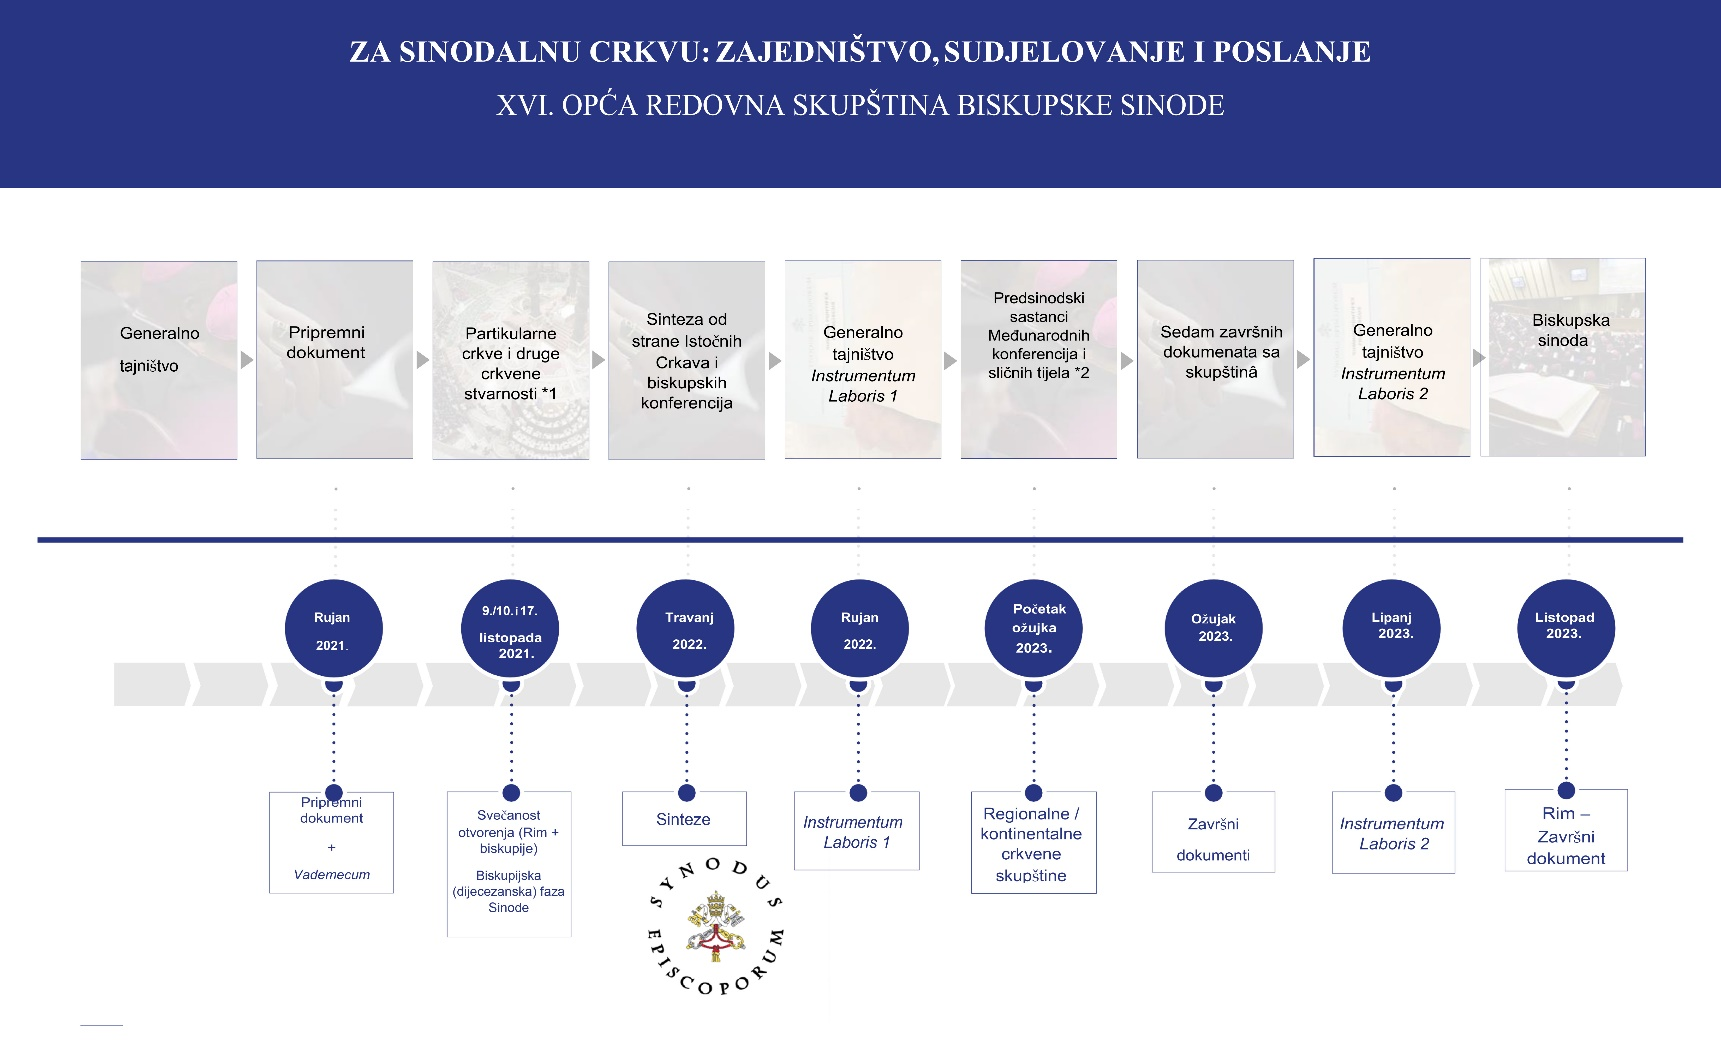 ZA SINODALNU CRKVU: ZAJEDNIŠTVO, SUDJELOVANJE I POSLANJE
XVI. OPĆA REDOVNA SKUPŠTINA BISKUPSKE SINODE
Generalno
tajništvo
Pripremni
dokument
Partikularne
crkve i druge
crkvene
stvarnosti *1
Sinteza od
strane Istočnih
Crkava i
biskupskih
konferencija
Generalno
tajništvo
Instrumentum
Laboris 1
Predsinodski
sastanci
Međunarodnih
konferencija i
sličnih tijela *2
Sedam završnih
dokumenata sa
skupštinâ
Generalno
tajništvo
Instrumentum
Laboris 2
Biskupska
sinoda
Rujan
2021.
9./10. i 17.
listopada
2021.
Travanj
2022.
Rujan
2022.
Početak
ožujka
2023.
Ožujak
2023.
Lipanj
2023.
Listopad
2023.
Pripremni
dokument
+
Vademecum
Svečanost
otvorenja (Rim +
biskupije)
Biskupijska
(dijecezanska) faza
Sinode
Sinteze
Instrumentum
Laboris 1
Regionalne /
kontinentalne
crkvene
skupštine
Završni
dokumenti
Instrumentum
Laboris 2
Rim –
Završni
dokument
SYNODUS
EPISCOPORUM